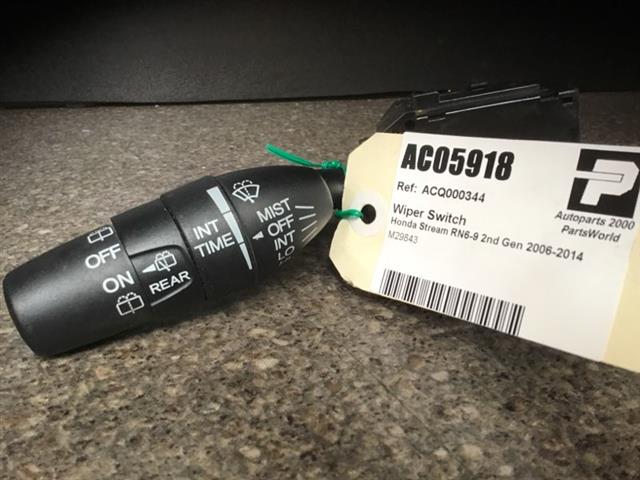 OFF
ON
REAR
INT
TIME
MIST
OFF
INT
LO
AC05918
Ref: ACQ000344
Wiper Switch
Honda Stream RN6-9 2nd Gen 2006-2014
M29843
P
Autoparts 2000
PartsWorld